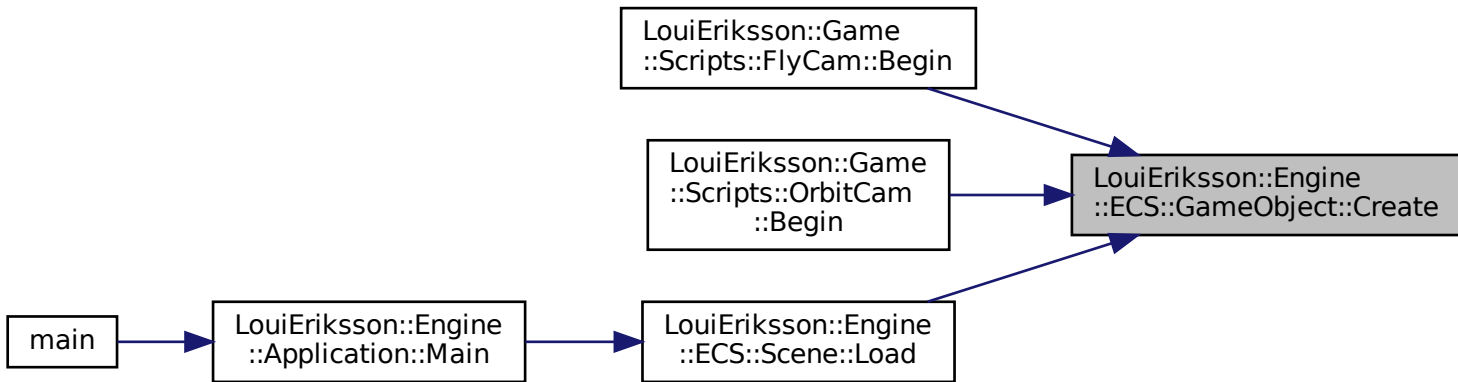 LouiEriksson::Game
::Scripts::FlyCam::Begin
LouiEriksson::Game
::Scripts::OrbitCam
::Begin
LouiEriksson::Engine
::ECS::GameObject::Create
main
LouiEriksson::Engine
::Application::Main
LouiEriksson::Engine
::ECS::Scene::Load